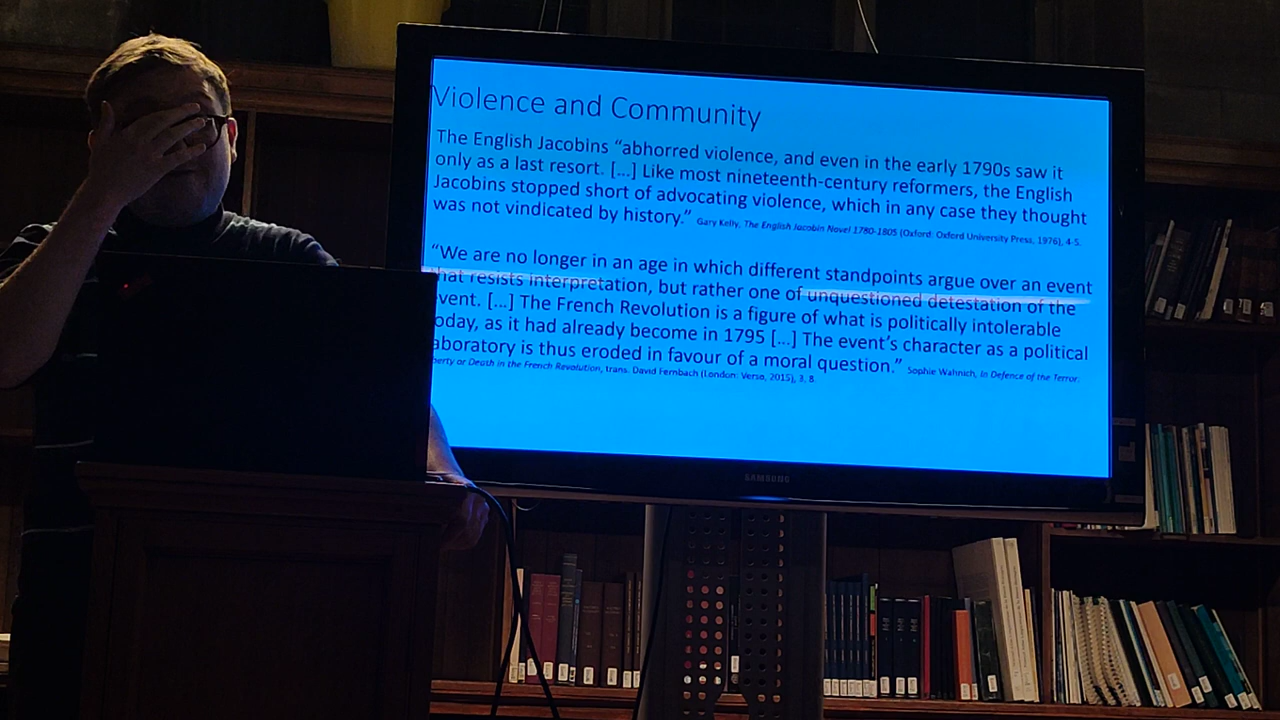 Violence and Community
The English Jacobins “abhorred violence, and even in the early 1790s saw it
only as a last resort. [...] Like most nineteenth-century reformers, the English
Jacobins stopped short of advocating violence, which in any case they thought
was not vindicated by history.” Gary Kelly, The English Jacobin Novel 1780-1805 (Oxford: Oxford University Press, 1976), 4-5.
“We are no longer in an age in which different standpoints argue over an event
that resists interpretation, but rather one of unquestioned detestation of the
event. [...] The French Revolution is a figure of what is politically intolerable
oday, as it had already become in 1795 [...] The event’s character as a political
aboratory is thus eroded in favour of a moral question.” Sophie Wahnich, In Defence of the Terror:
berty or Death in the French Revolution, trans. David Fernbach (London: Verso, 2015), 3, 8.
SAMSUNG